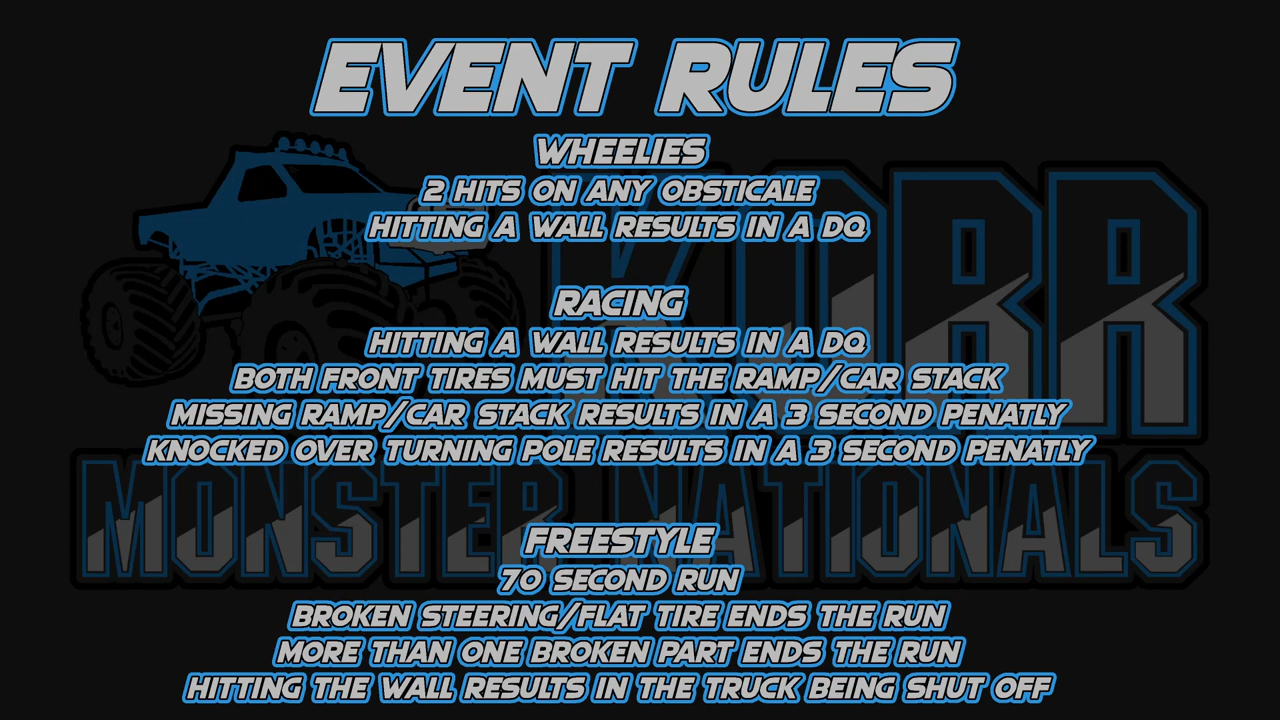 EVENT RULES
WHEELIES
2 HITS ON ANY OBSTICALE
HITTING A WALL RESULTS IN A DQ
RACING
HITTING A WALL RESULTS IN A DQ
BOTH FRONT TIRES MUST HIT THE RAMP/CAR STACK
MISSING RAMP/CAR STACK RESULTS IN A 3 SECOND PENATLY
KNOCKED OVER TURNING POLE RESULTS IN A 3 SECOND PENATLY
MONSTER NATIONALS
FREESTYLE
70 SECOND RUN
BROKEN STEERING/FLAT TIRE ENDS THE RUN
MORE THAN ONE BROKEN PART ENDS THE RUN
HITTING THE WALL RESULTS IN THE TRUCK BEING SHUT OFF